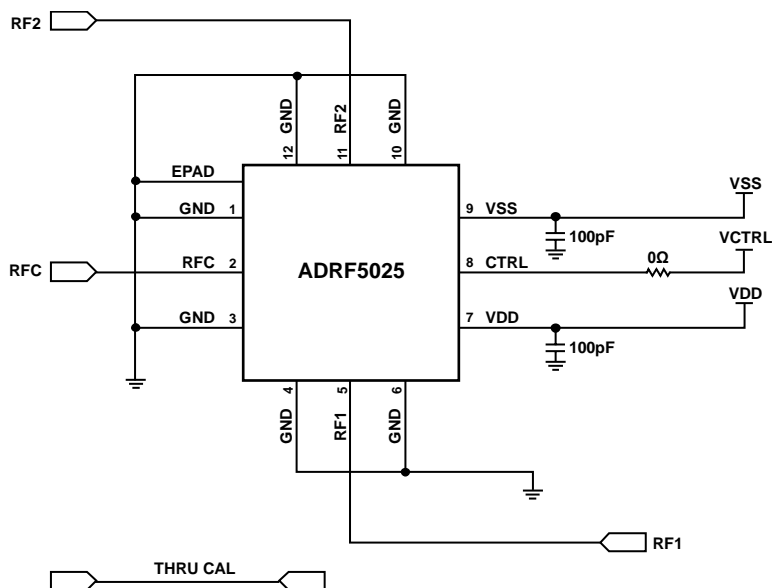 RF2
GND
RF2
GND
12
11
10
EPAD
GND 1
9 VSS
VSS
100pF
VCTRL
RFC
RFC 2
ADRF5025
8 CTRL
0Ω
VDD
GND 3
7 VDD
100pF
4
5
6
GND
RF1
GND
RF1
THRU CAL